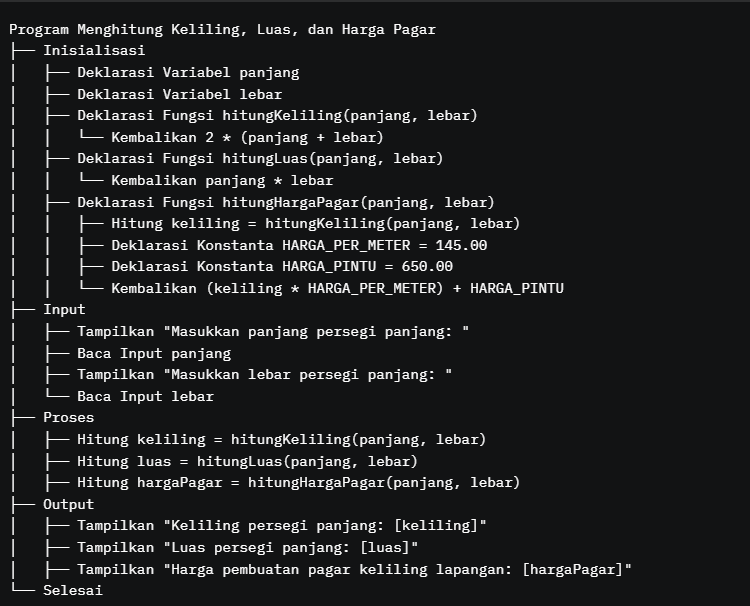 Program Menghitung Keliling, Luas, dan Harga Pagar
├── Inisialisasi
│   ├── Deklarasi Variabel panjang
│   ├── Deklarasi Variabel lebar
│   ├── Deklarasi Fungsi hitungKeliling(panjang, lebar)
│   │   └── Kembalikan 2 * (panjang + lebar)
│   ├── Deklarasi Fungsi hitungLuas(panjang, lebar)
│   │   └── Kembalikan panjang * lebar
│   ├── Deklarasi Fungsi hitungHargaPagar(panjang, lebar)
│   │   ├── Hitung keliling = hitungKeliling(panjang, lebar)
│   │   ├── Deklarasi Konstanta HARGA_PER_METER = 145.00
│   │   ├── Deklarasi Konstanta HARGA_PINTU = 650.00
│   │   └── Kembalikan (keliling * HARGA_PER_METER) + HARGA_PINTU
├── Input
│   ├── Tampilkan "Masukkan panjang persegi panjang: "
│   ├── Baca Input panjang
│   ├── Tampilkan "Masukkan lebar persegi panjang: "
│   └── Baca Input lebar
├── Proses
│   ├── Hitung keliling = hitungKeliling(panjang, lebar)
│   ├── Hitung luas = hitungLuas(panjang, lebar)
│   ├── Hitung hargaPagar = hitungHargaPagar(panjang, lebar)
├── Output
│   ├── Tampilkan "Keliling persegi panjang: [keliling]"
│   ├── Tampilkan "Luas persegi panjang: [luas]"
│   ├── Tampilkan "Harga pembuatan pagar keliling lapangan: [hargaPagar]"
└── Selesai